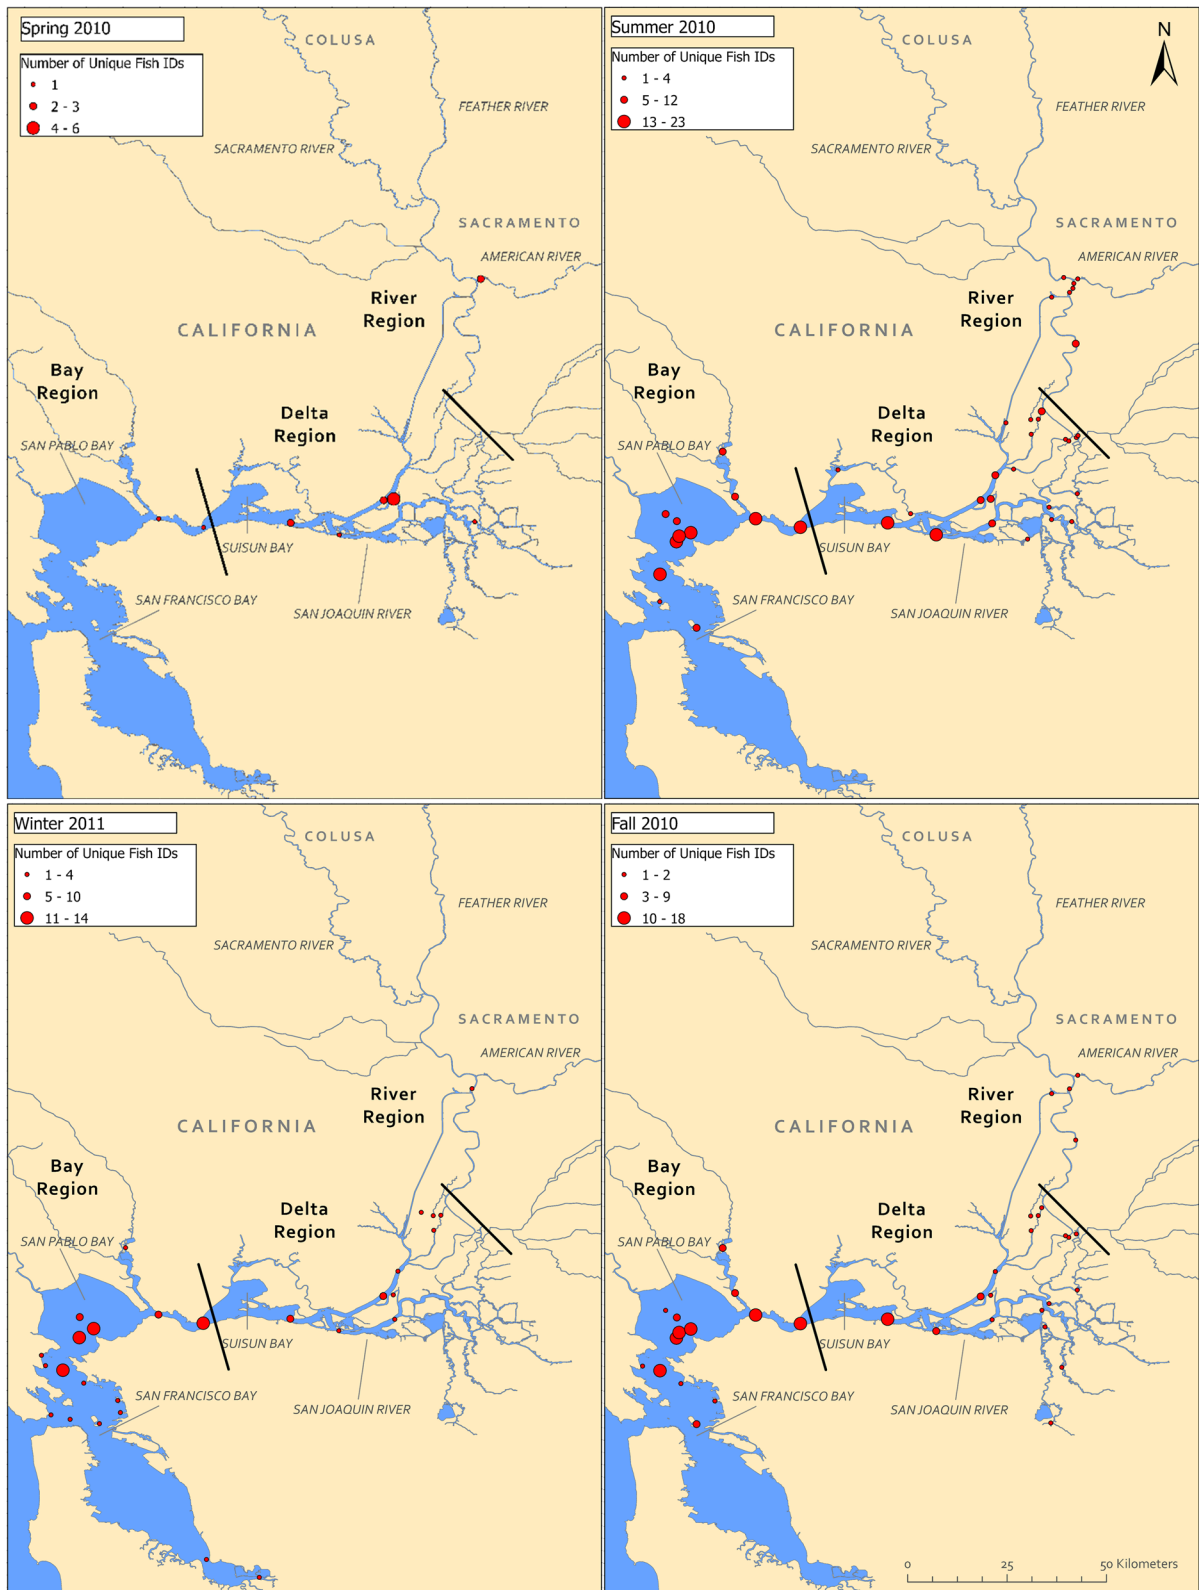 Spring 2010
Number of Unique Fish IDs
1
2 - 3
4 - 6
COLUSA
FEATHER RIVER
SACRAMENTO RIVER
SACRAMENTO
AMERICAN RIVER
River
Region
CALIFORNIA
Bay
Region
Delta
Region
SAN PABLO BAY
SUISUN BAY
SAN FRANCISCO BAY
SAN JOAQUIN RIVER
Summer 2010
Number of Unique Fish IDs
1 - 4
5 - 12
13 - 23
N
COLUSA
FEATHER RIVER
SACRAMENTO RIVER
SACRAMENTO
AMERICAN RIVER
River
Region
CALIFORNIA
Bay
Region
Delta
Region
SAN PABLO BAY
SUISUN BAY
SAN FRANCISCO BAY
SAN JOAQUIN RIVER
Winter 2011
Number of Unique Fish IDs
1 - 4
5 - 10
11 - 14
COLUSA
FEATHER RIVER
SACRAMENTO RIVER
SACRAMENTO
AMERICAN RIVER
River
Region
CALIFORNIA
Bay
Region
Delta
Region
SAN PABLO BAY
SUISUN BAY
SAN FRANCISCO BAY
SAN JOAQUIN RIVER
Fall 2010
Number of Unique Fish IDs
1 - 2
3 - 9
10 - 18
COLUSA
FEATHER RIVER
SACRAMENTO RIVER
SACRAMENTO
AMERICAN RIVER
River
Region
CALIFORNIA
Bay
Region
Delta
Region
SAN PABLO BAY
SUISUN BAY
SAN FRANCISCO BAY
SAN JOAQUIN RIVER
0 25 50 Kilometers